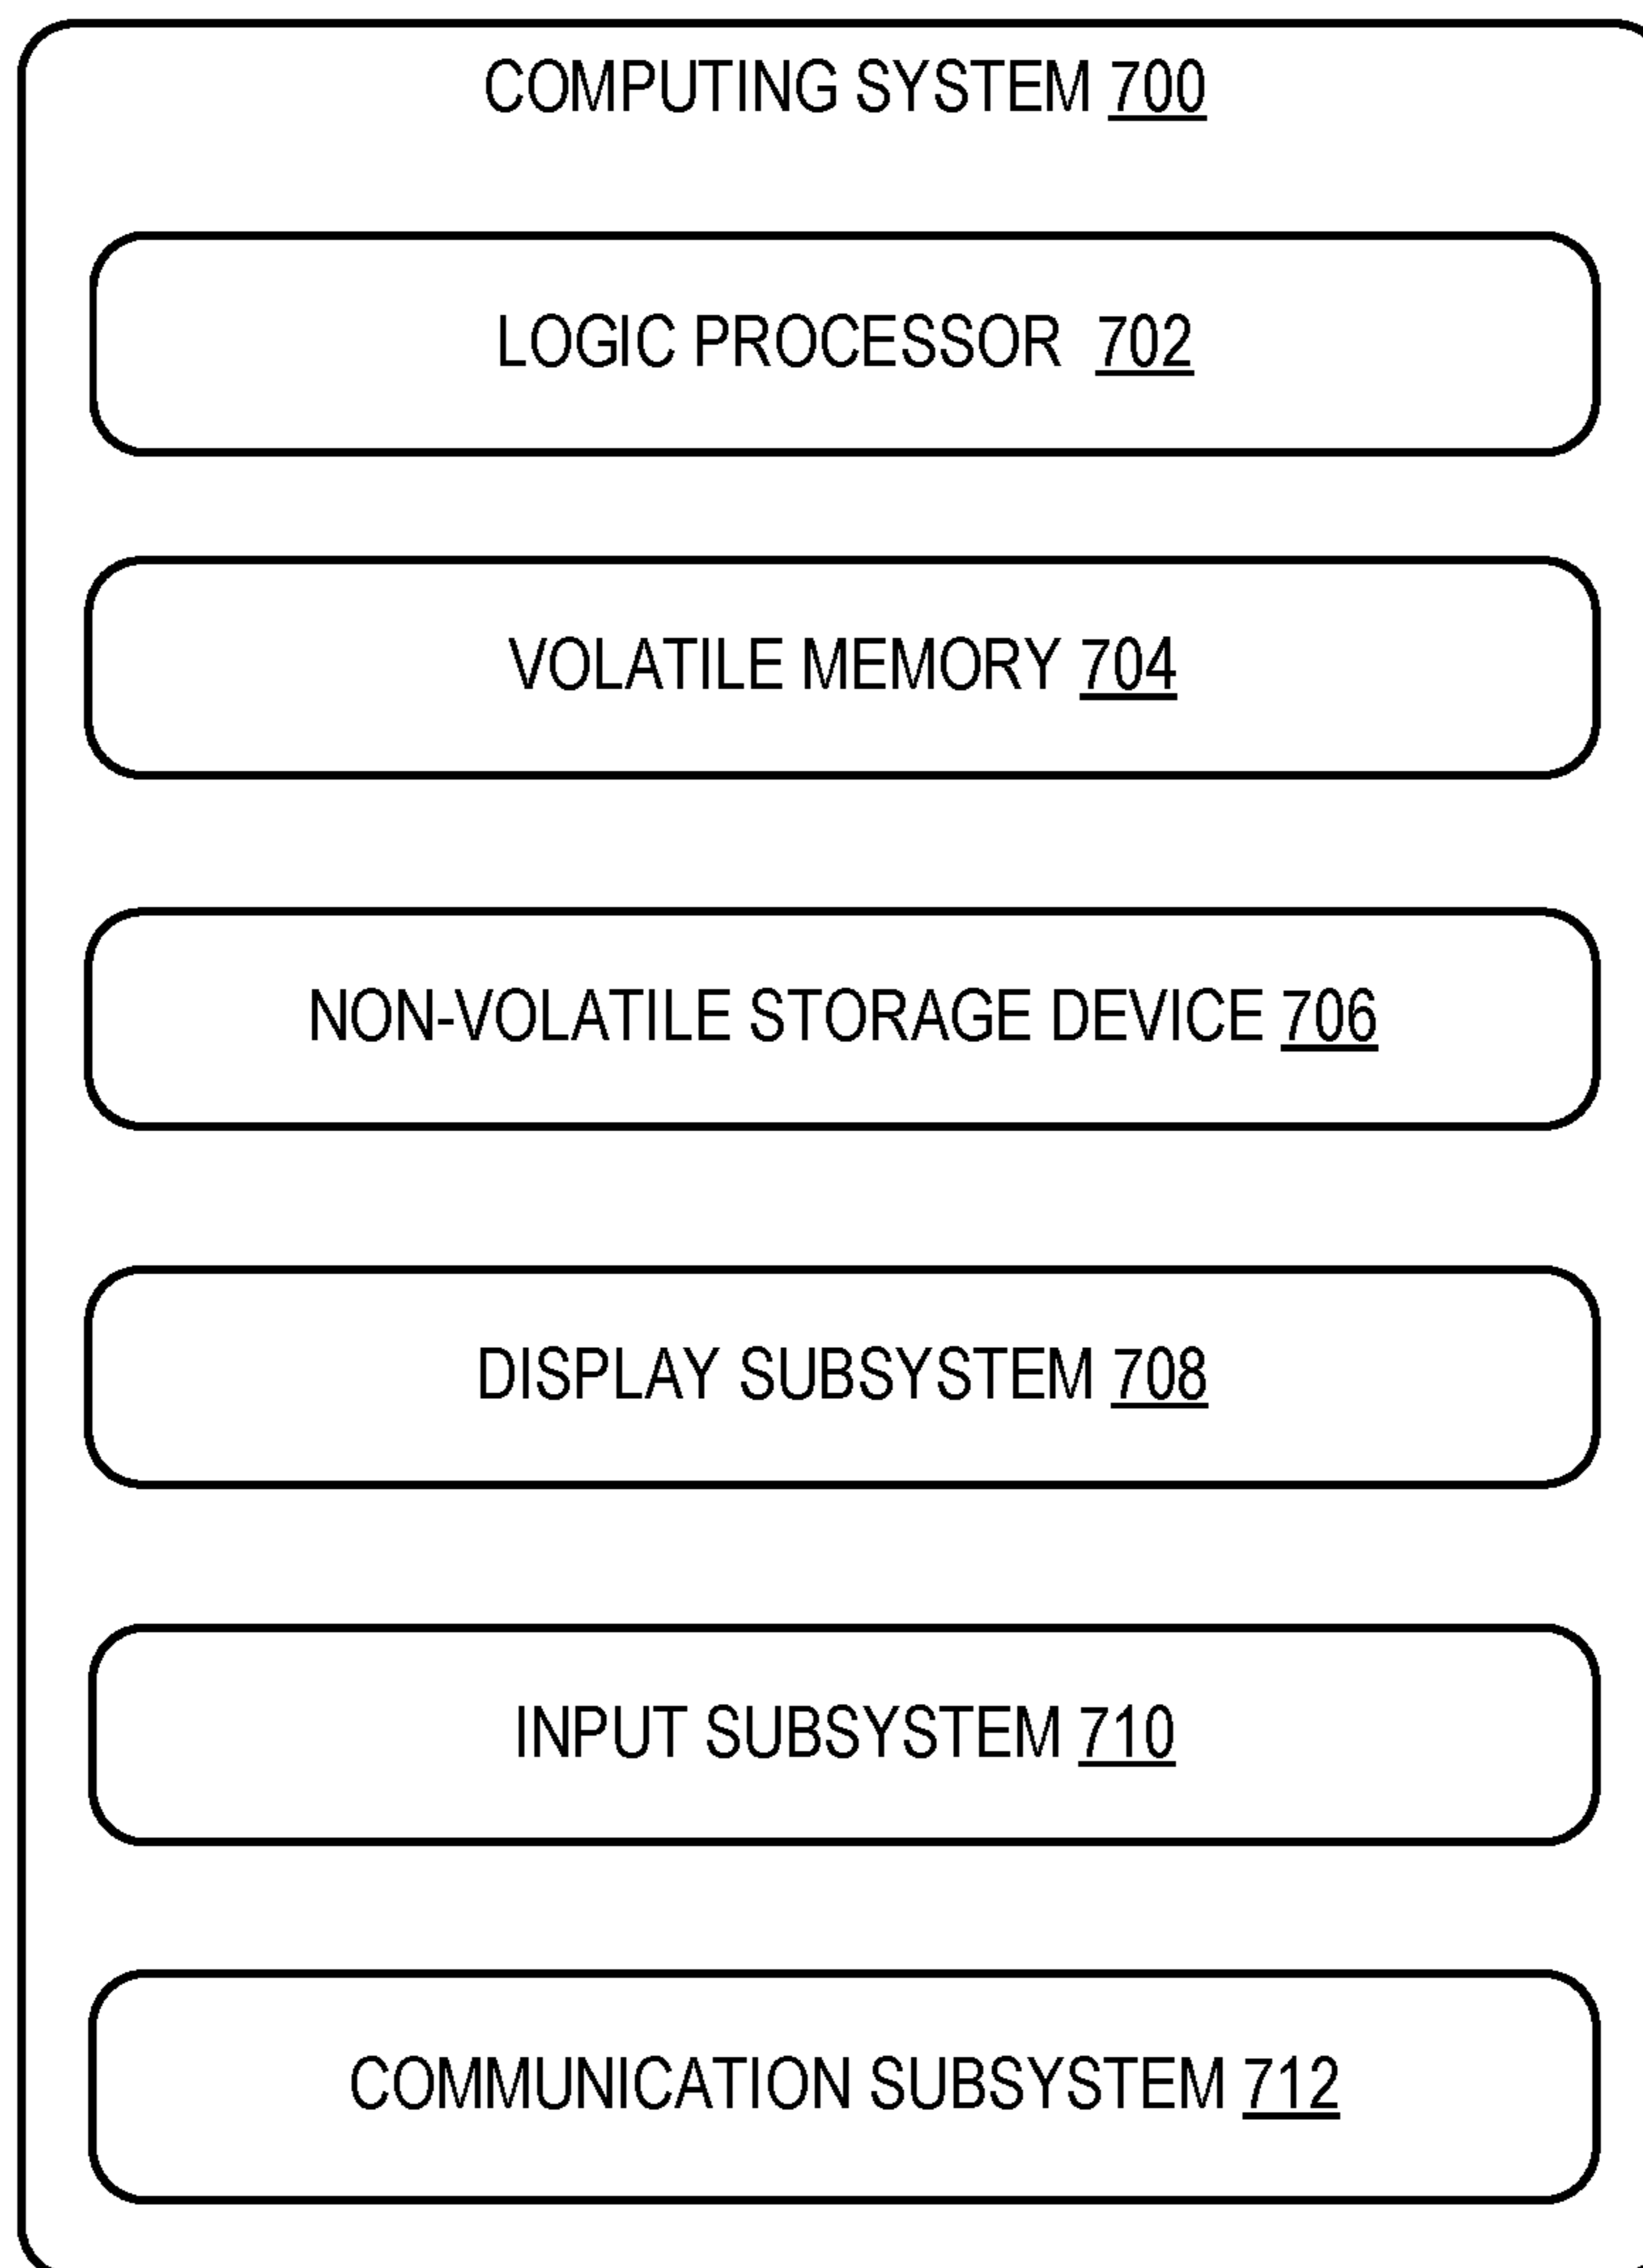 COMPUTING SYSTEM 700
LOGIC PROCESSOR 702
VOLATILE MEMORY 704
NON-VOLATILE STORAGE DEVICE 706
DISPLAY SUBSYSTEM 708
INPUT SUBSYSTEM 710
COMMUNICATION SUBSYSTEM 712